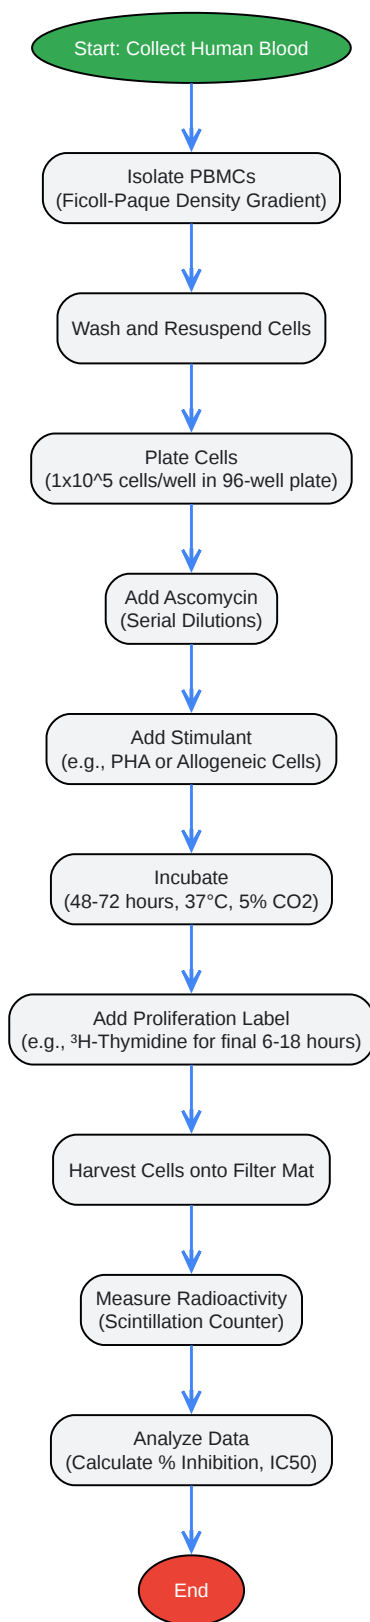 Start: Collect Human Blood
Isolate PBMCs
(Ficoll-Paque Density Gradient)
Wash and Resuspend Cells
Plate Cells
(1x10^5 cells/well in 96-well plate)
Add Ascomycin
(Serial Dilutions)
Add Stimulant
(e.g., PHA or Allogeneic Cells)
Incubate
(48-72 hours, 37°C, 5% CO2)
Add Proliferation Label
(e.g., ³H-Thymidine for final 6-18 hours)
Harvest Cells onto Filter Mat
Measure Radioactivity
(Scintillation Counter)
Analyze Data
(Calculate % Inhibition, IC50)
End